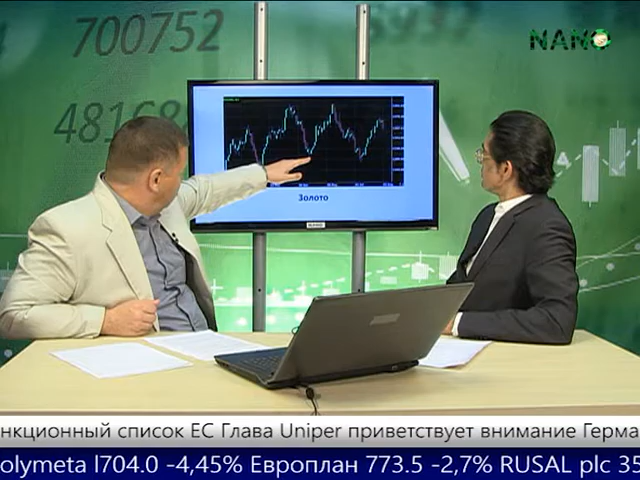 700752
NANO
Золото
NANO
нкционный список ЕС Глава Uniper приветствует внимание Герма
olymeta l704.0 -4,45% Европлан 773.5 -2,7% RUSAL plc 35